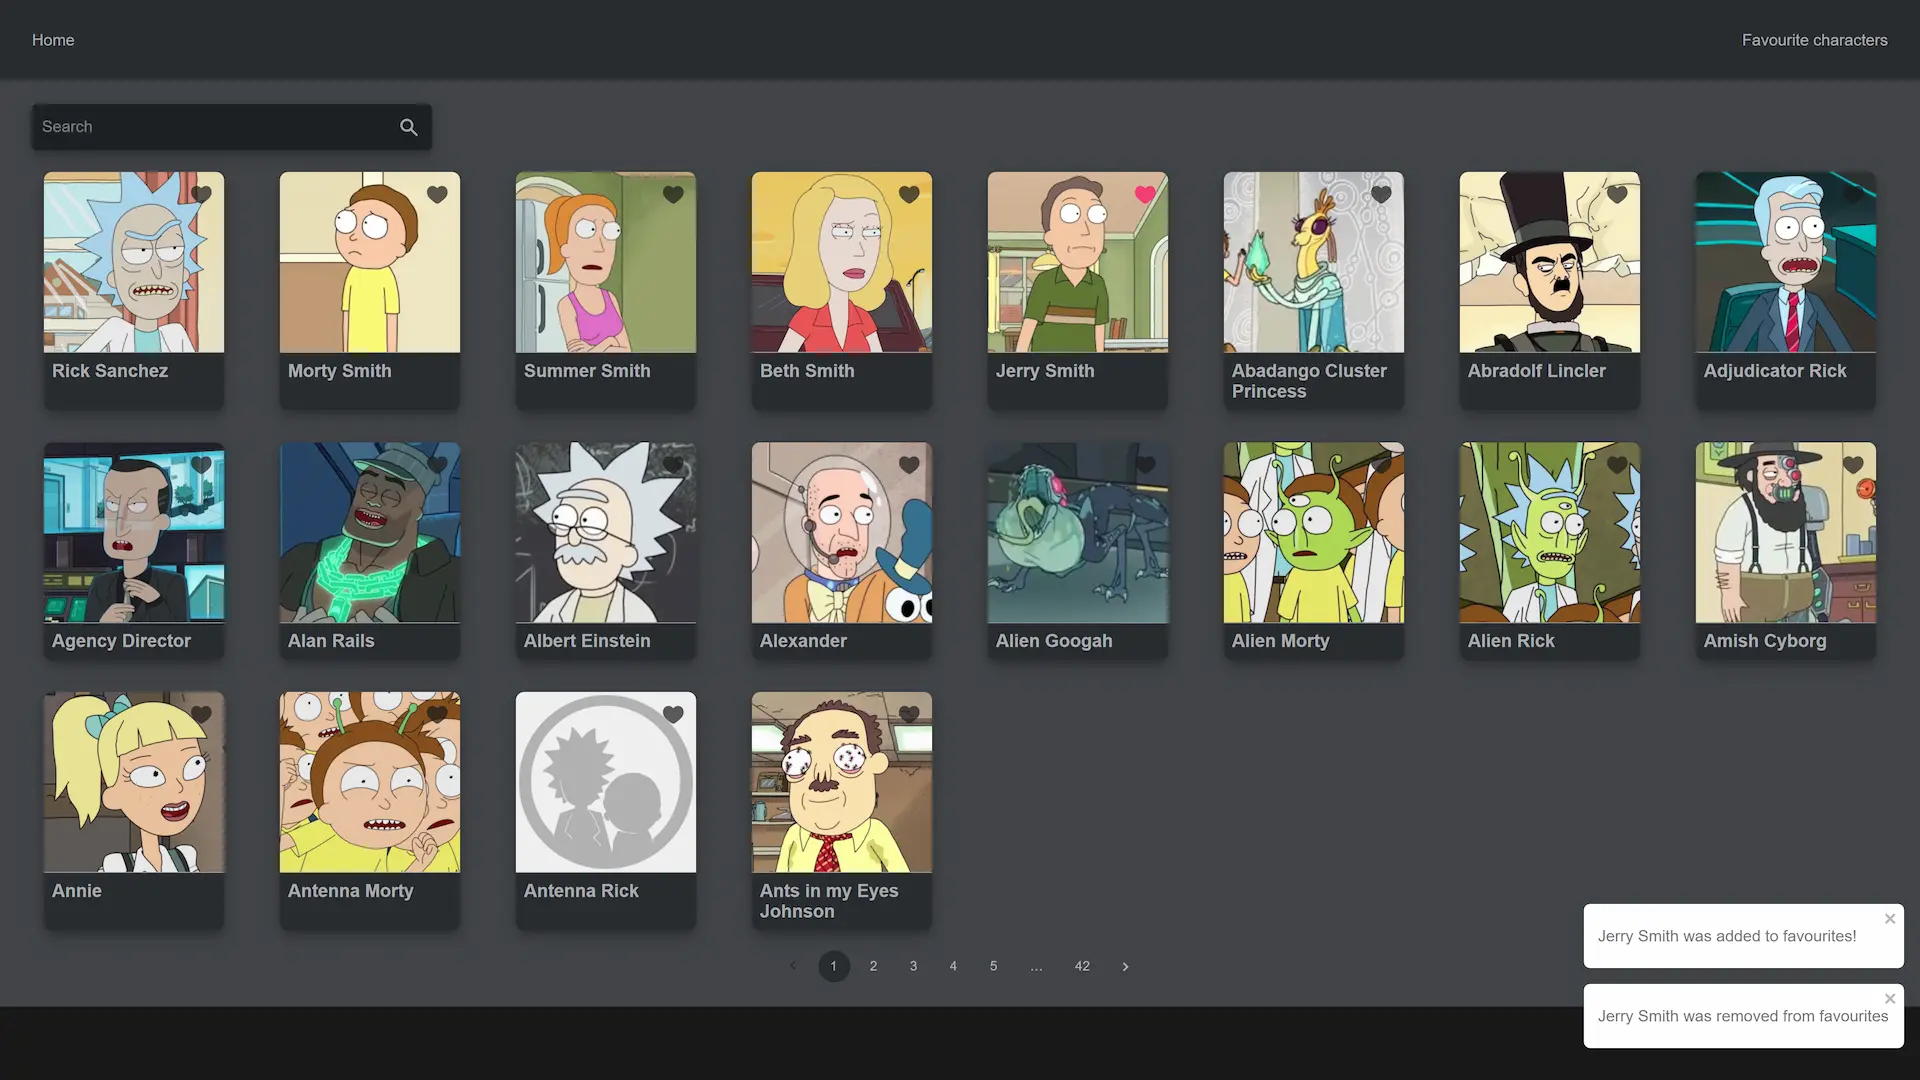 Home
Favourite characters
Search
Rick Sanchez
Morty Smith
Summer Smith
Beth Smith
Jerry Smith
Abadango Cluster
Princess
Abradolf Lincler
Adjudicator Rick
Agency Director
Alan Rails
Albert Einstein
Alexander
Alien Googah
Alien Morty
Alien Rick
Amish Cyborg
Annie
Antenna Morty
Antenna Rick
Ants in my Eyes
Johnson
1 2 3 4 5 ... 42
Jerry Smith was added to favourites!
Jerry Smith was removed from favourites